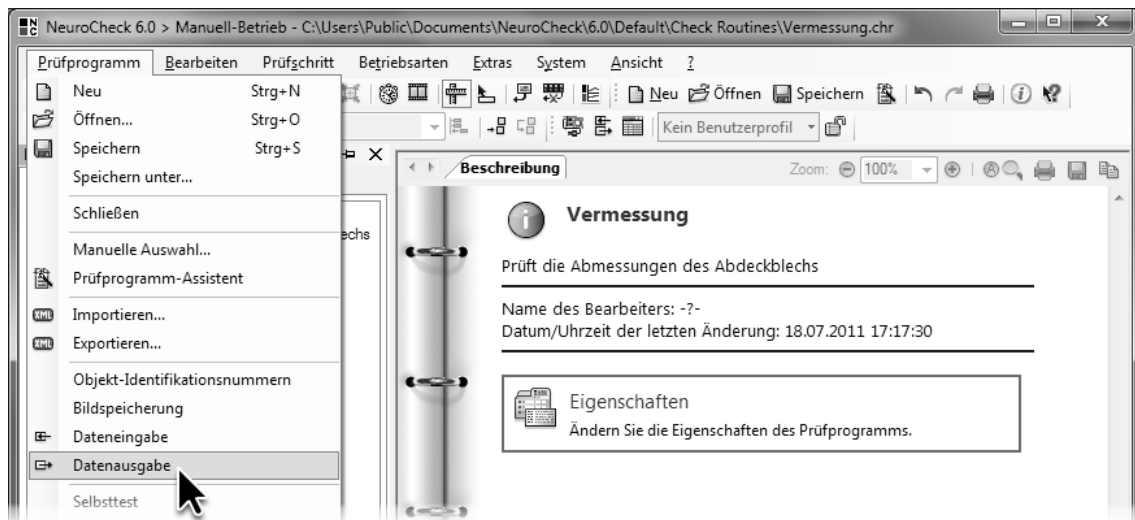 NeuroCheck 6.0 > Manuell-Betrieb - C:\Users\Public\Documents\NeuroCheck\6.0\Default\Check Routines\Vermessung.chr
Prüfprogramm Bearbeiten Prüfschritt Betriebsarten Extras System Ansicht ?
Neu Strg+N
Öffnen... Strg+O
Speichern Strg+S
Speichern unter...
Schließen
Manuelle Auswahl...
Prüfprogramm-Assistent
XML Importieren...
XML Exportieren...
Objekt-Identifikationsnummern
Bildspeicherung
Dateneingabe
Datenausgabe
Selbsttest
Neu Öffnen Speichern
Kein Benutzerprofil
echs
Beschreibung
Zoom: 100%
Vermessung
Prüft die Abmessungen des Abdeckblechs
Name des Bearbeiters: -?-
Datum/Uhrzeit der letzten Änderung: 18.07.2011 17:17:30
Eigenschaften
Ändern Sie die Eigenschaften des Prüfprogramms.